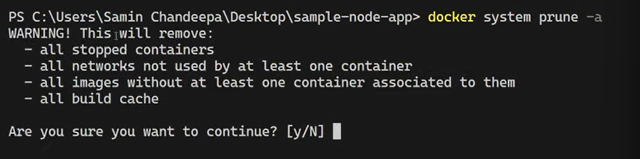 PS C:\Users\Samin Chandeepa\Desktop\sample-node-app> docker system prune -a
WARNING! This will remove:
  - all stopped containers
  - all networks not used by at least one container
  - all images without at least one container associated to them
  - all build cache
Are you sure you want to continue? [y/N]